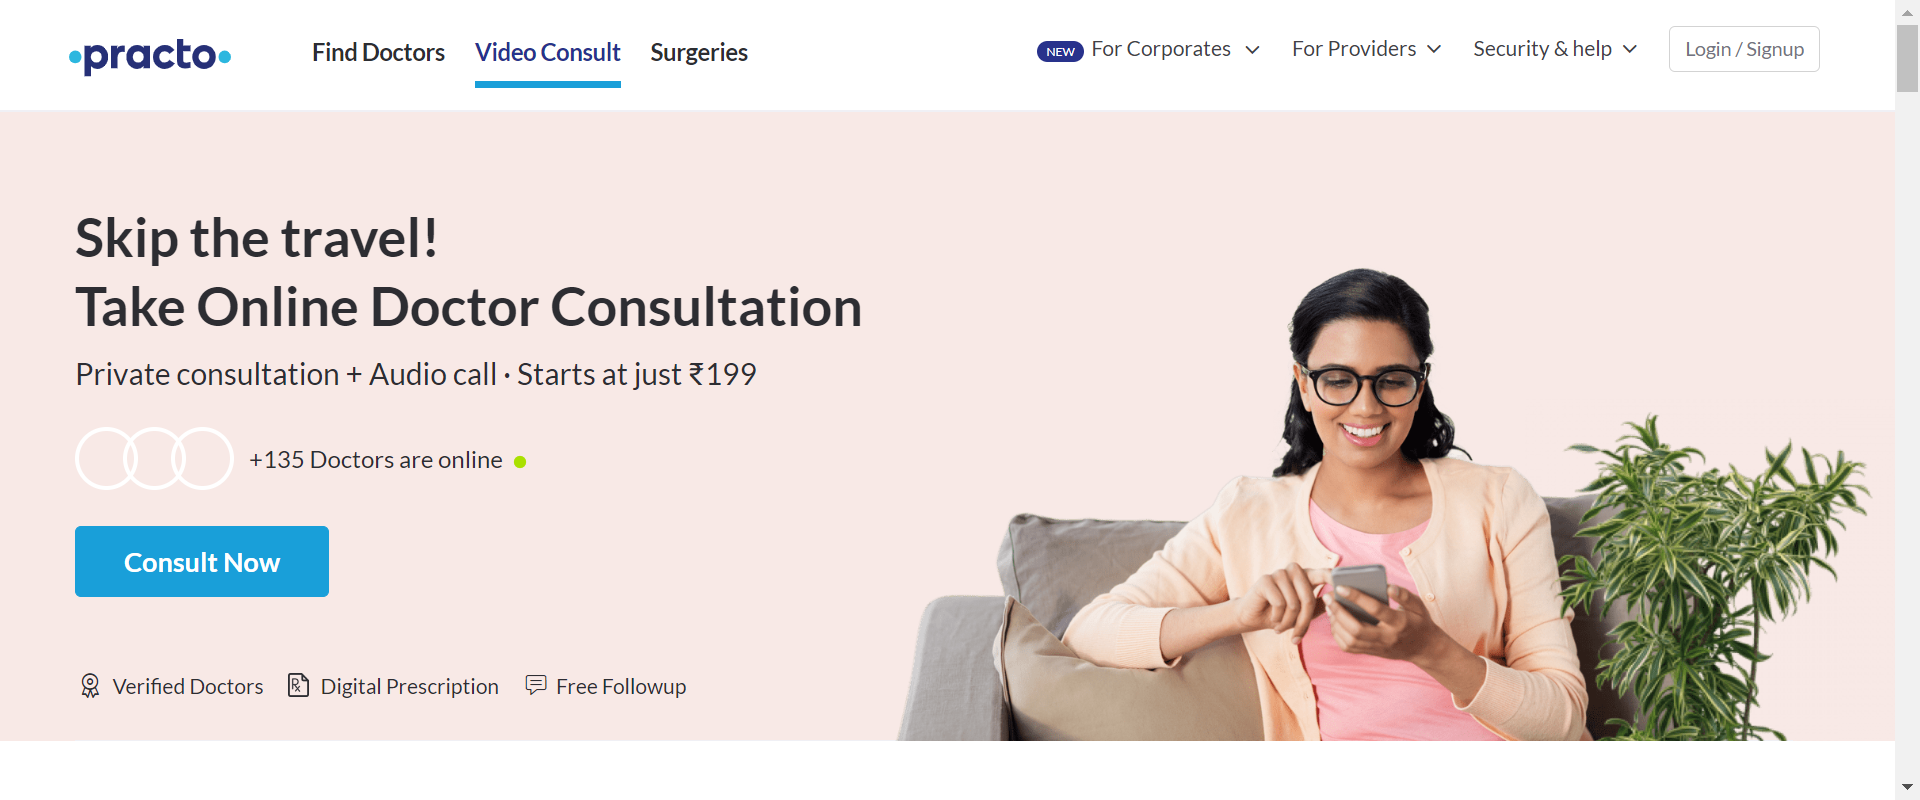 practo
Find Doctors
Video Consult
Surgeries
NEW For Corporates
For Providers
Security & help
Login / Signup
Skip the travel!
Take Online Doctor Consultation
Private consultation + Audio call · Starts at just ₹199
+135 Doctors are online
Consult Now
Verified Doctors
Digital Prescription
Free Followup